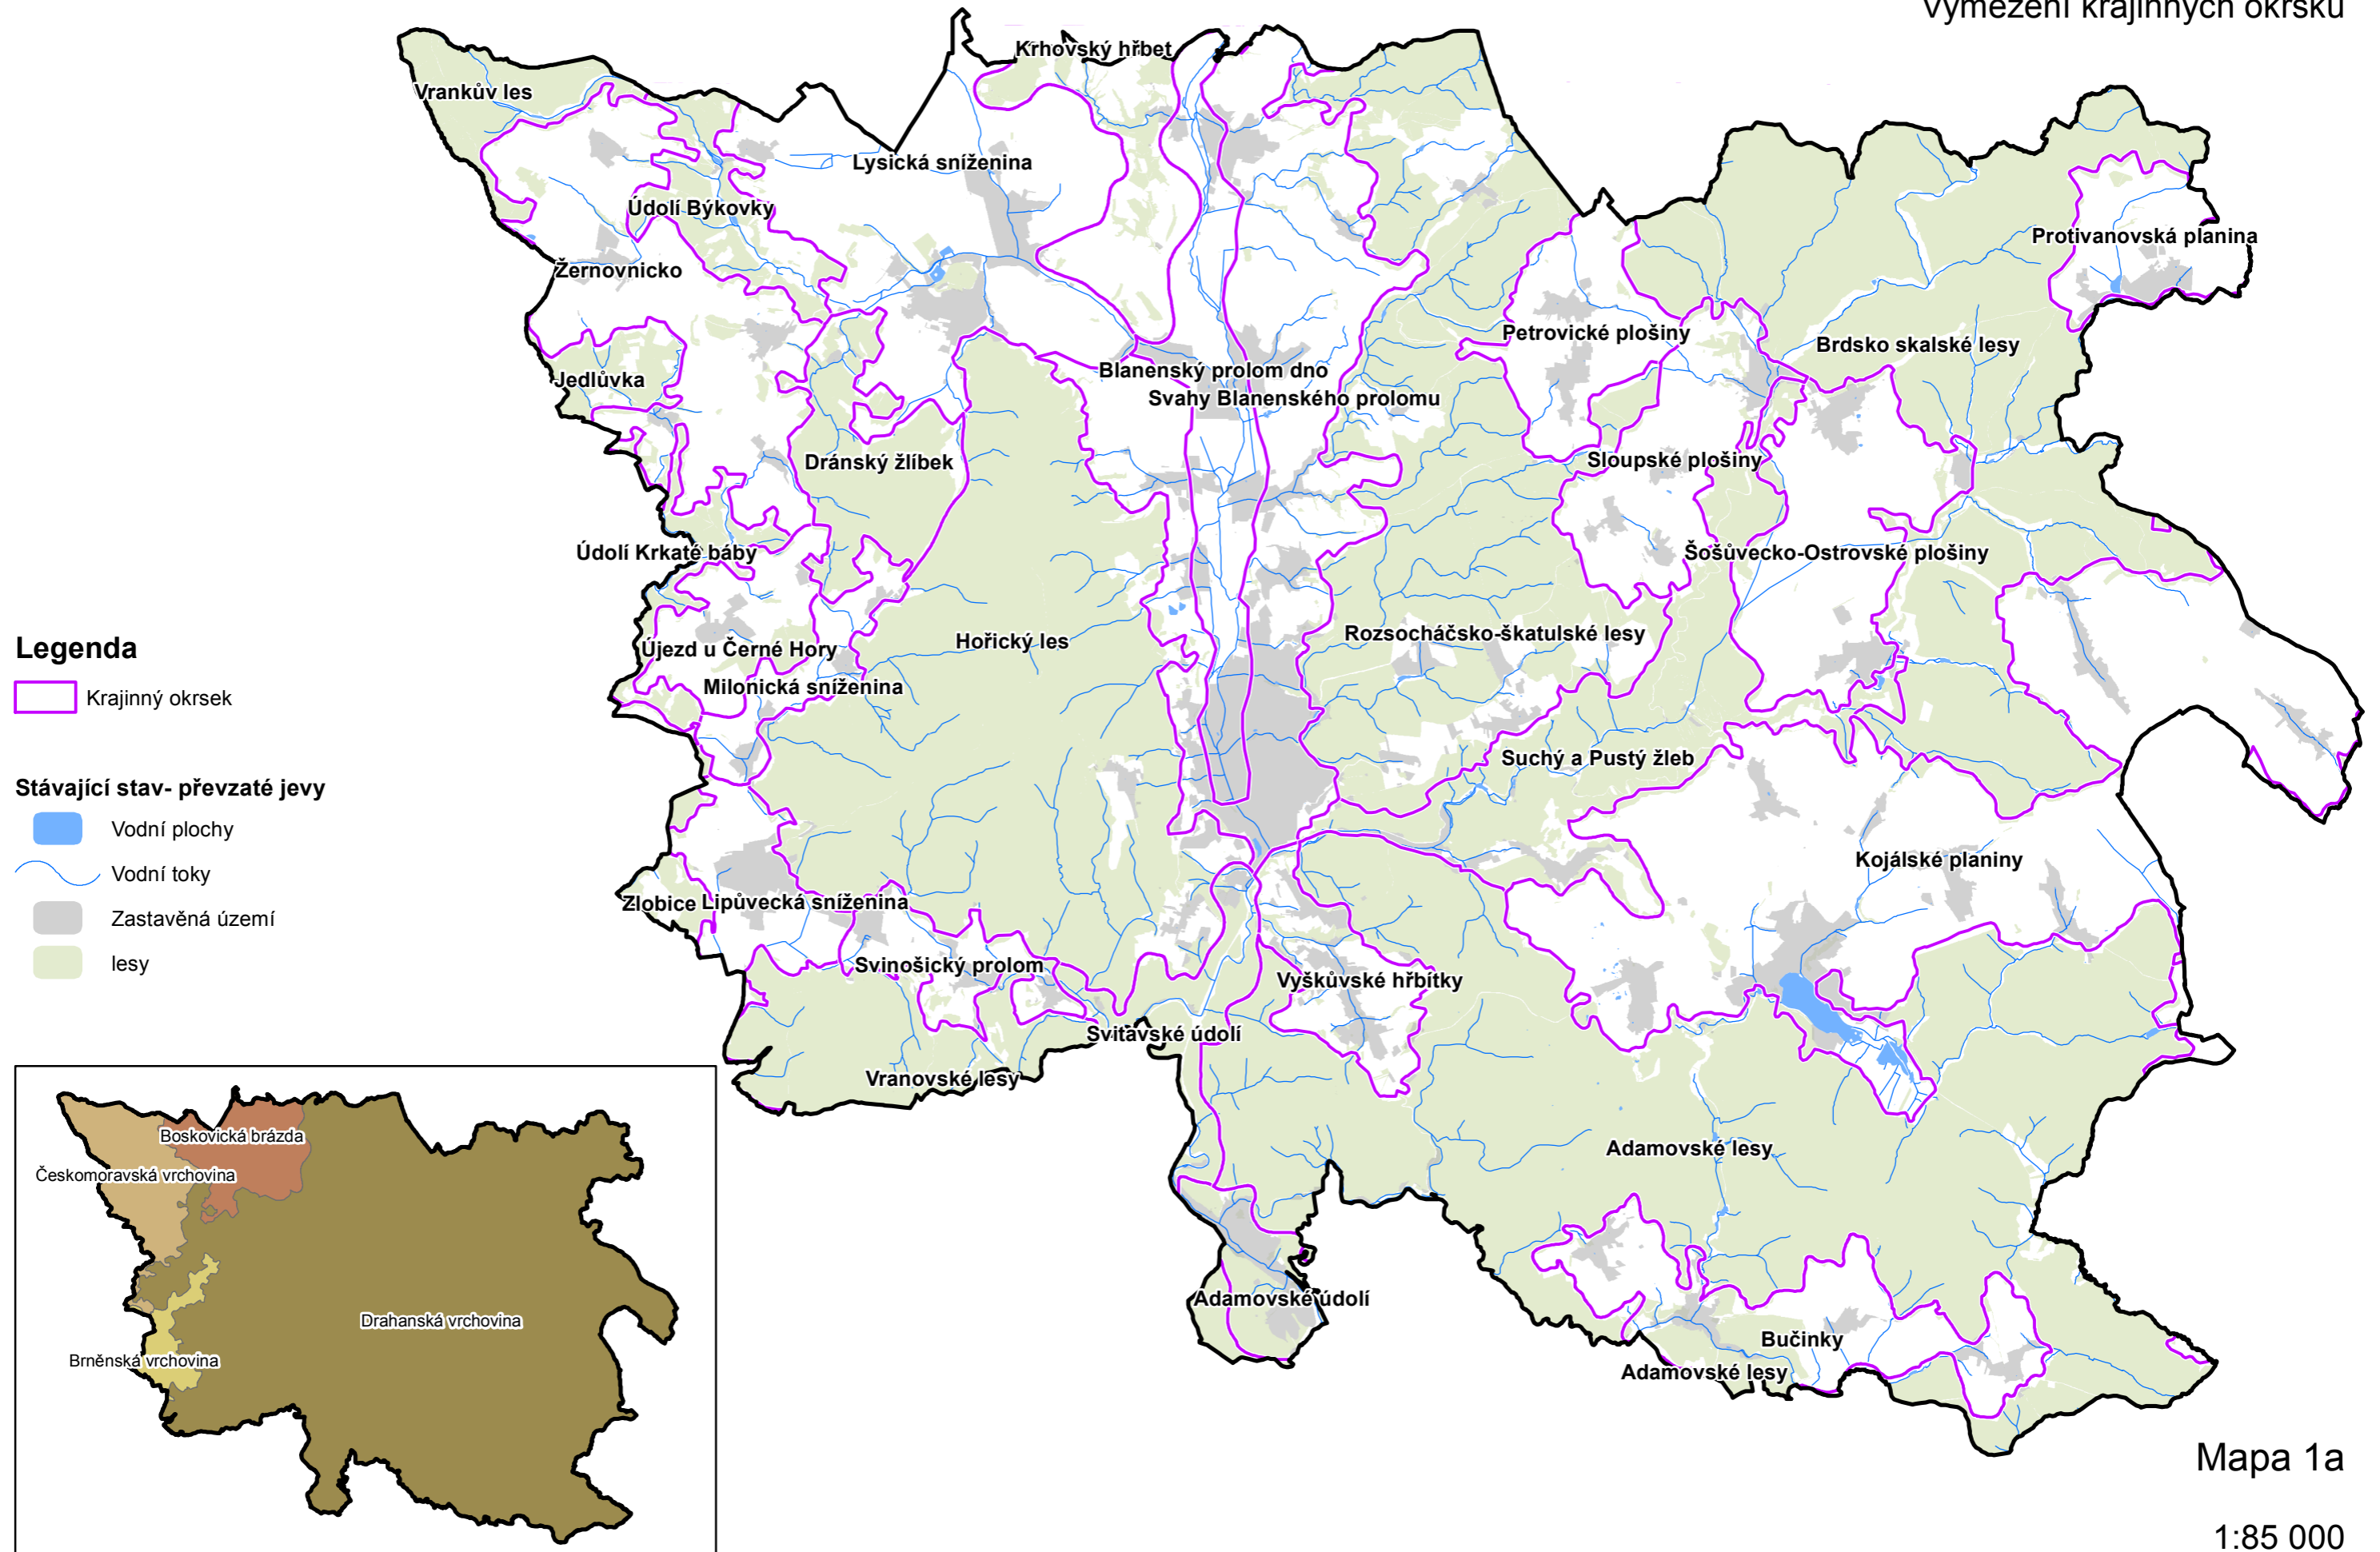 Vymezení krajinných okrsků
Krhovský hřbet
Vrankův les
Lysická sníženina
Údolí Býkovky
Protivanovská planina
Žernovnicko
Petrovické plošiny
Brdsko skalské lesy
Blanenský prolom dno
Jedlůvka
Svahy Blanenského prolomu
Dránský žlíbek
Sloupské plošiny
Údolí Krkaté báby
Šošůvecko-Ostrovské plošiny
Rozsocháčsko-škatulské lesy
Hořický les
Újezd u Černé Hory
Milonická sníženina
Suchý a Pustý žleb
Kojálské planiny
Zlobice
Lipůvecká sníženina
Svinošický prolom
Vyškůvské hřbítky
Svitavské údolí
Vranovské lesy
Adamovské lesy
Adamovské údolí
Bučinky
Adamovské lesy
Legenda
Krajinný okrsek
Stávající stav- převzaté jevy
Vodní plochy
Vodní toky
Zastavěná území
lesy
Boskovická brázda
Českomoravská vrchovina
Drahanská vrchovina
Brněnská vrchovina
Mapa 1a
1:85 000